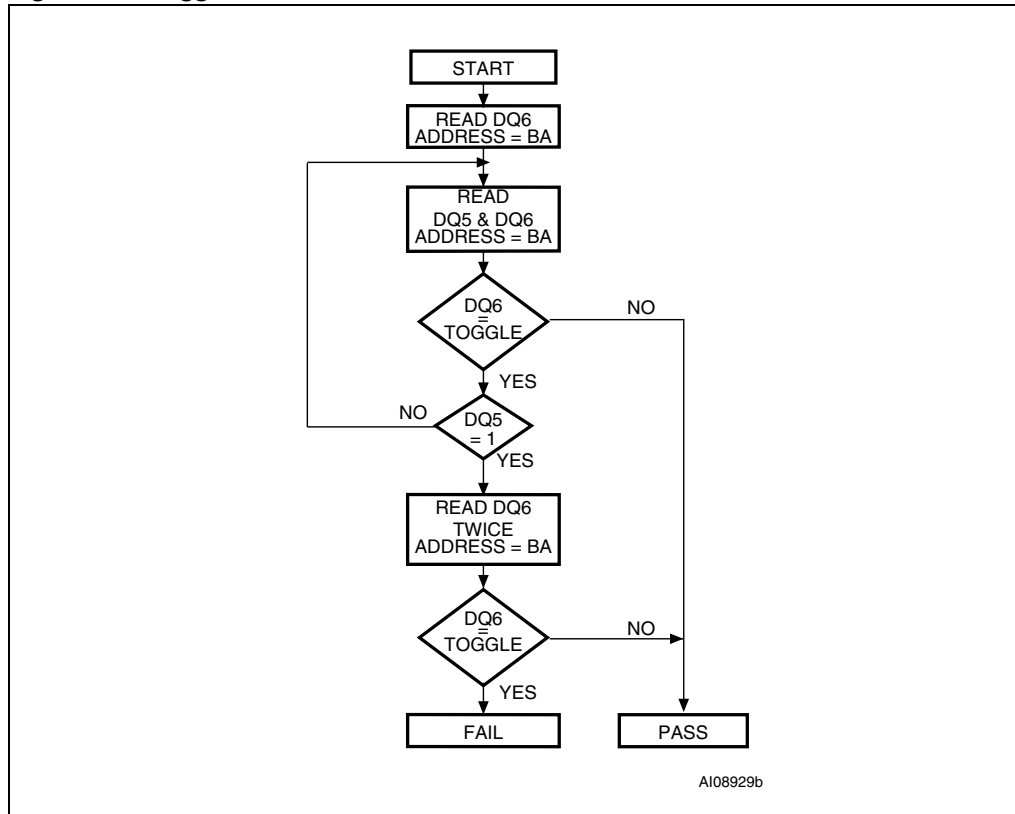 START
READ DQ6
ADDRESS = BA
READ
DQ5 & DQ6
ADDRESS = BA
DQ6
=
TOGGLE
NO
YES
NO
DQ5
= 1
YES
READ DQ6
TWICE
ADDRESS = BA
DQ6
=
TOGGLE
NO
YES
FAIL
PASS
AI08929b